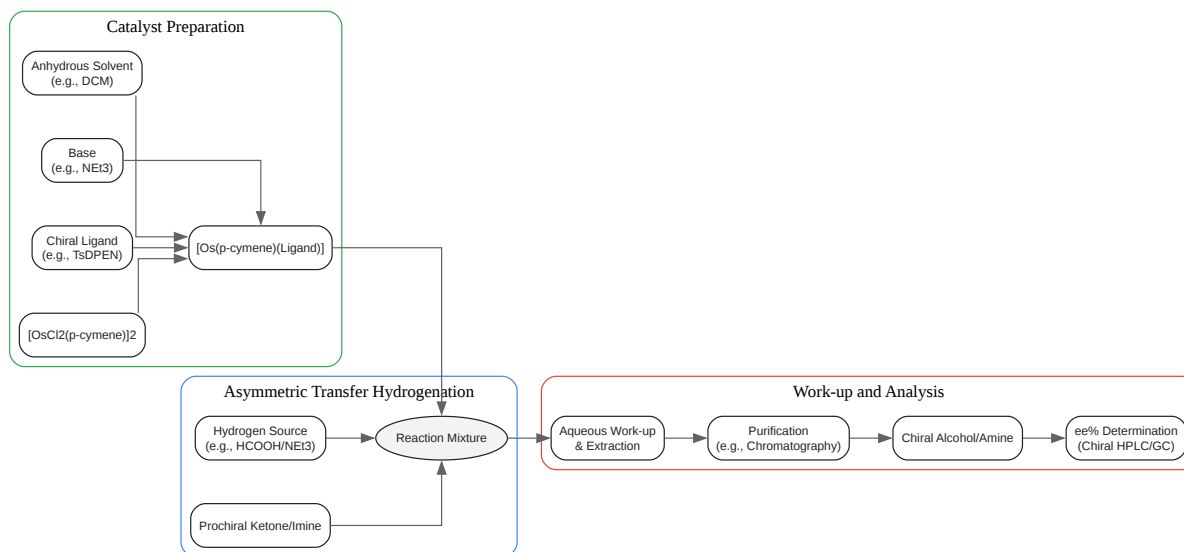 Catalyst Preparation
Anhydrous Solvent
(e.g., DCM)
Base
(e.g., NEt3)
Chiral Ligand
(e.g., TsDPEN)
[Os(p-cymene)(Ligand)]
[OsCl2(p-cymene)]2
Asymmetric Transfer Hydrogenation
Hydrogen Source
(e.g., HCOOH/NEt3)
Reaction Mixture
Prochiral Ketone/Imine
Work-up and Analysis
Aqueous Work-up
& Extraction
Purification
(e.g., Chromatography)
Chiral Alcohol/Amine
ee% Determination
(Chiral HPLC/GC)